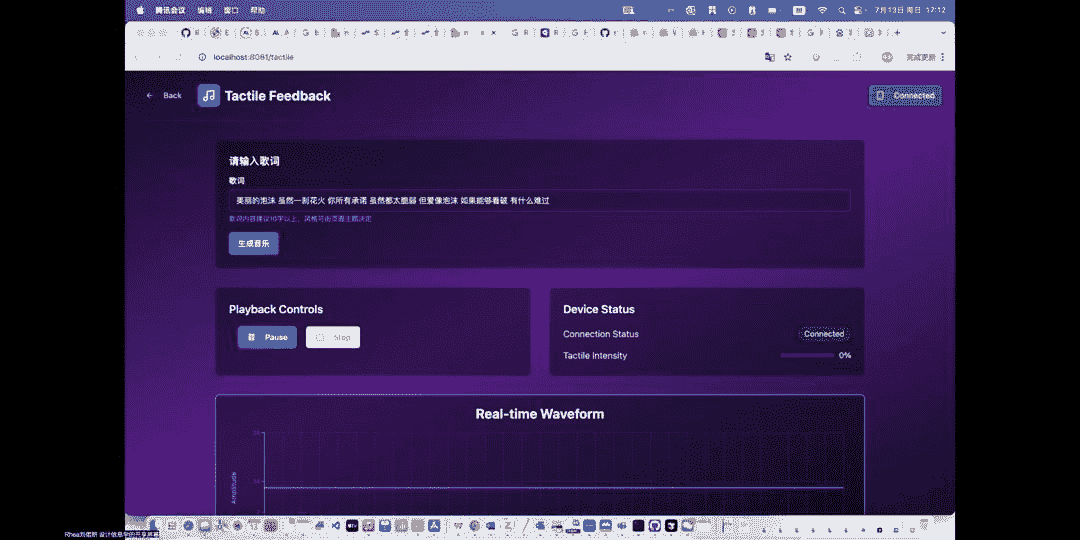 腾讯会议 编辑 窗口 帮助
7月13日 周日 17:12
localhost:8081/tactile
完成更新
Back
Tactile Feedback
Connected
请输入歌词
歌词
美丽的泡沫 虽然一刹花火 你所有承诺 虽然都太脆弱 但爱像泡沫 如果能够看破 有什么难过
生成音乐
Playback Controls
Pause
Stop
Device Status
Connection Status
Connected
Tactile Intensity
0%
Real-time Waveform
Amplitude